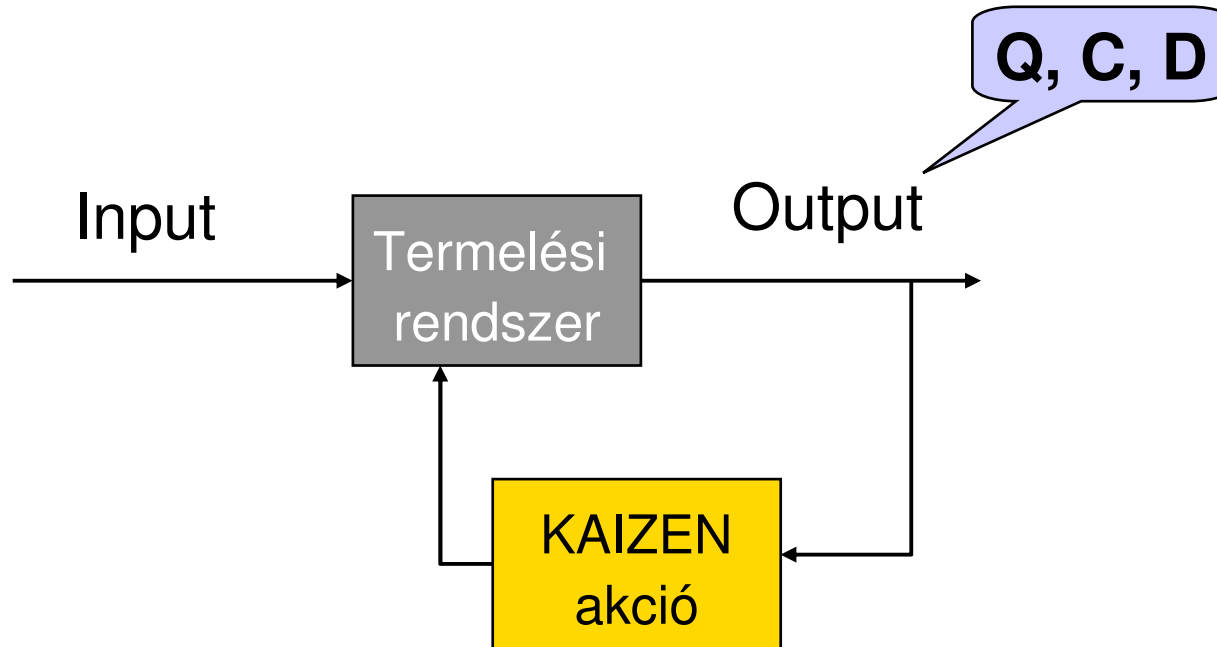 Q, C, D
Input
Output
Termelési
rendszer
KAIZEN
akció